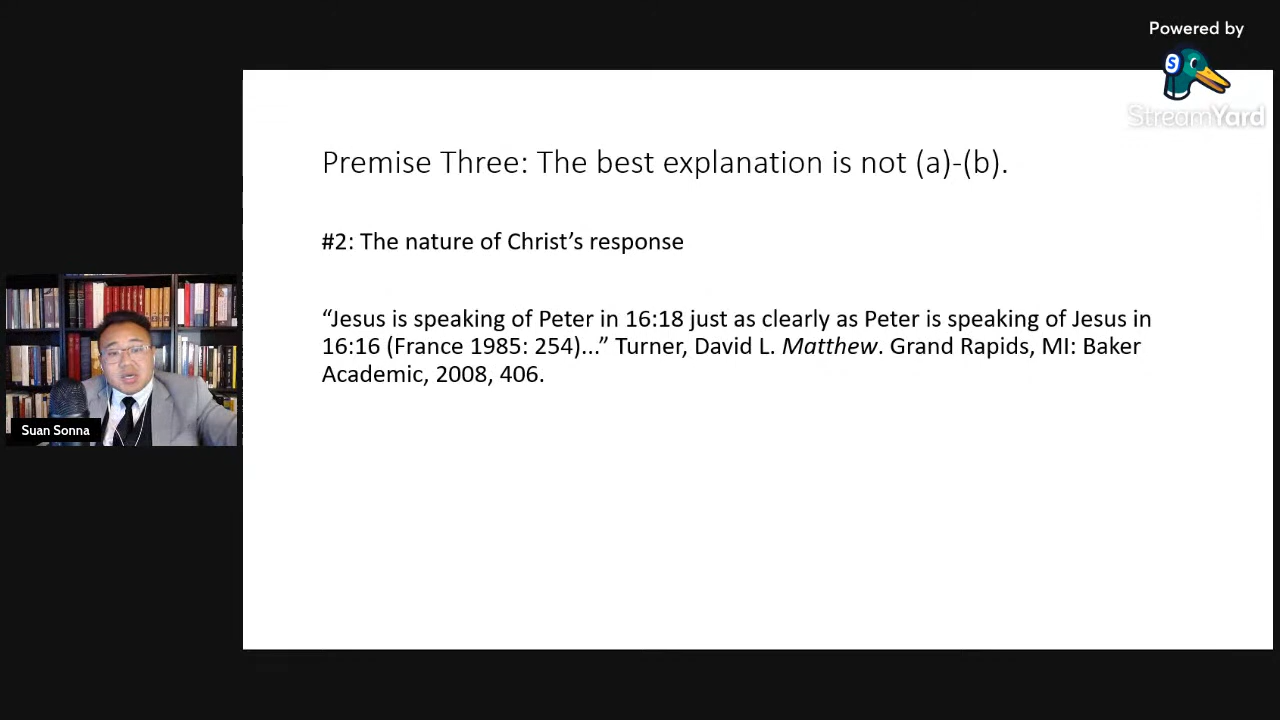 Powered by
StreamYard
Premise Three: The best explanation is not (a)-(b).
#2: The nature of Christ’s response
“Jesus is speaking of Peter in 16:18 just as clearly as Peter is speaking of Jesus in
16:16 (France 1985: 254)...” Turner, David L. Matthew. Grand Rapids, MI: Baker
Academic, 2008, 406.
Suan Sonna